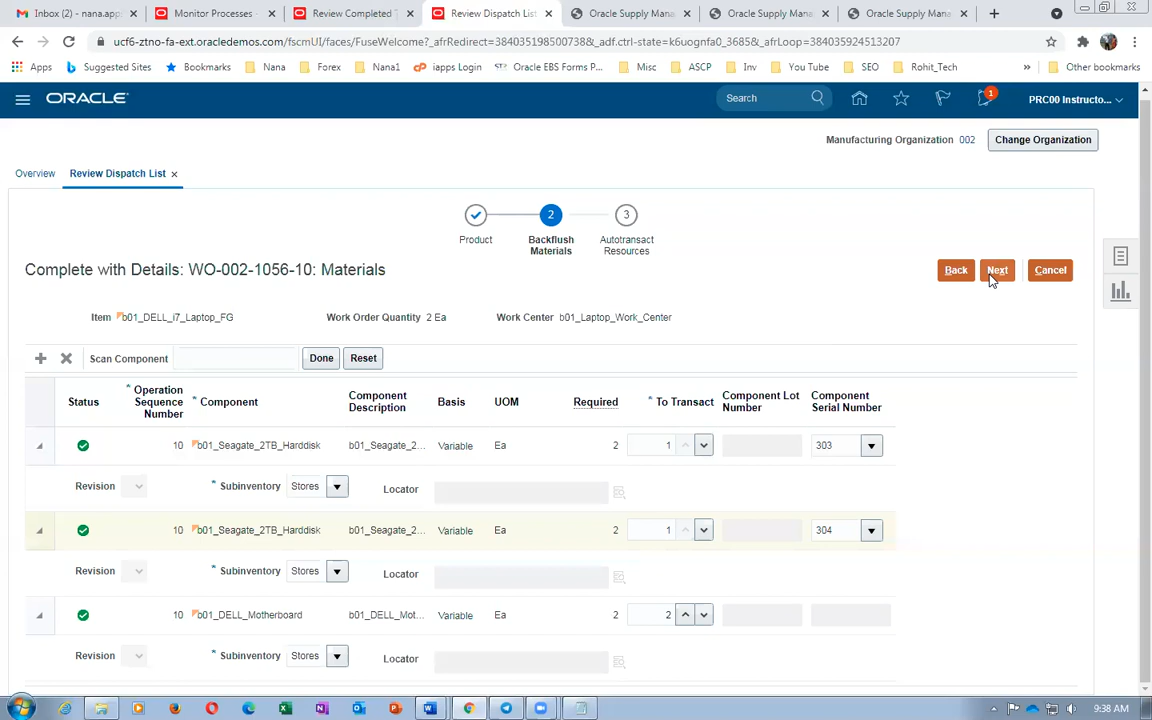 Inbox (2) - nana.app:
Monitor Processes -
Review Completed T
Review Dispatch List
Oracle Supply Mana
Oracle Supply Mana
Oracle Supply Mana
ucf6-ztno-fa-ext.oracledemos.com/fscmUI/faces/FuseWelcome?_afrRedirect=384035198500738&_adf.ctrl-state=k6uognfa0_3685&_afrLoop=384035924513207
Apps
Suggested Sites
Bookmarks
Nana
Forex
Nana1
iapps Login
Oracle EBS Forms P...
Misc
ASCP
Inv
You Tube
SEO
Rohit_Tech
»
Other bookmarks
ORACLE
Search
1
PRC00 Instructo...
Manufacturing Organization 002
Change Organization
Overview
Review Dispatch List
2
3
Product
Backflush Materials
Autotransact Resources
Complete with Details: WO-002-1056-10: Materials
Back
Next
Cancel
Item b01_DELL_i7_Laptop_FG
Work Order Quantity 2 Ea
Work Center b01_Laptop_Work_Center
Scan Component
Done
Reset
Status
* Operation Sequence Number
* Component
Component Description
Basis
UOM
Required
* To Transact
Component Lot Number
Component Serial Number
10 b01_Seagate_2TB_Harddisk b01_Seagate_2... Variable Ea 2 1 303
Revision * Subinventory Stores Locator
10 b01_Seagate_2TB_Harddisk b01_Seagate_2... Variable Ea 2 1 304
Revision * Subinventory Stores Locator
10 b01_DELL_Motherboard b01_DELL_Mot... Variable Ea 2 2
Revision * Subinventory Stores Locator
9:38 AM